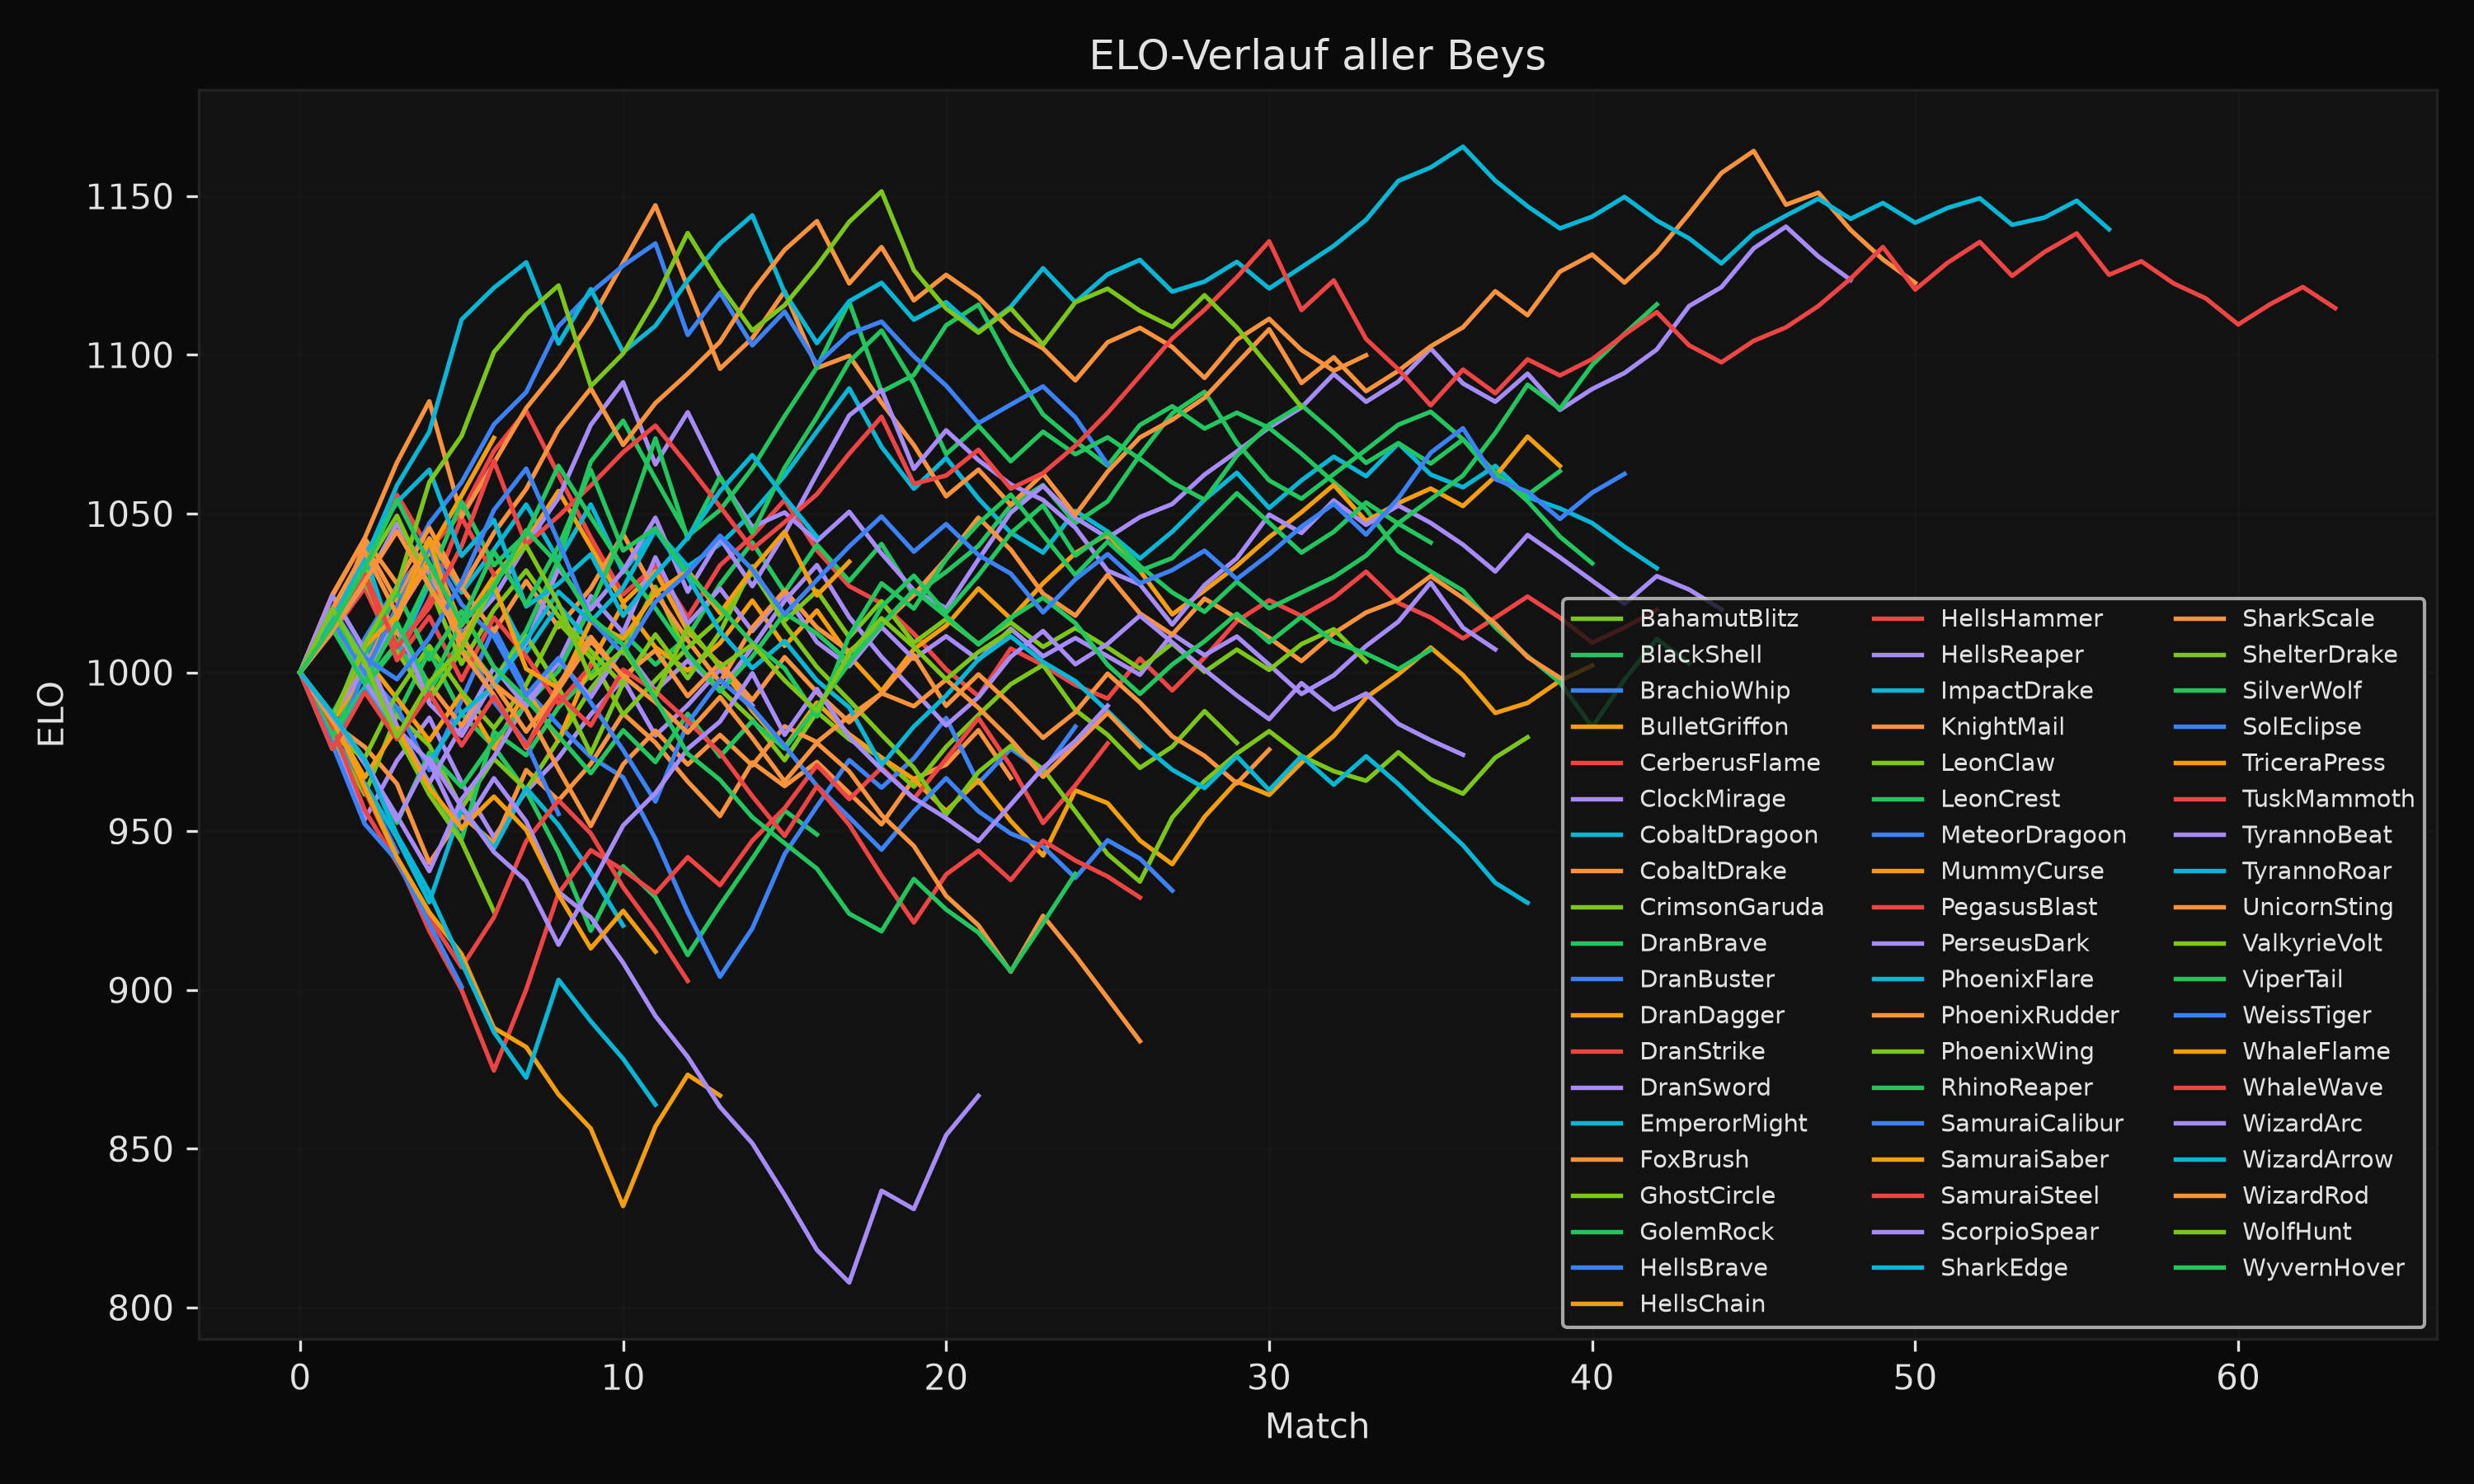 ELO-Verlauf aller Beys
ELO
1150
1100
1050
1000
950
900
850
800
0
10
20
30
40
50
60
Match
BahamutBlitz
BlackShell
BrachioWhip
BulletGriffon
CerberusFlame
ClockMirage
CobaltDragoon
CobaltDrake
CrimsonGaruda
DranBrave
DranBuster
DranDagger
DranStrike
DranSword
EmperorMight
FoxBrush
GhostCircle
GolemRock
HellsBrave
HellsChain
HellsHammer
HellsReaper
ImpactDrake
KnightMail
LeonClaw
LeonCrest
MeteorDragoon
MummyCurse
PegasusBlast
PerseusDark
PhoenixFlare
PhoenixRudder
PhoenixWing
RhinoReaper
SamuraiCalibur
SamuraiSaber
SamuraiSteel
ScorpioSpear
SharkEdge
SharkScale
ShelterDrake
SilverWolf
SolEclipse
TriceraPress
TuskMammoth
TyrannoBeat
TyrannoRoar
UnicornSting
ValkyrieVolt
ViperTail
WeissTiger
WhaleFlame
WhaleWave
WizardArc
WizardArrow
WizardRod
WolfHunt
WyvernHover